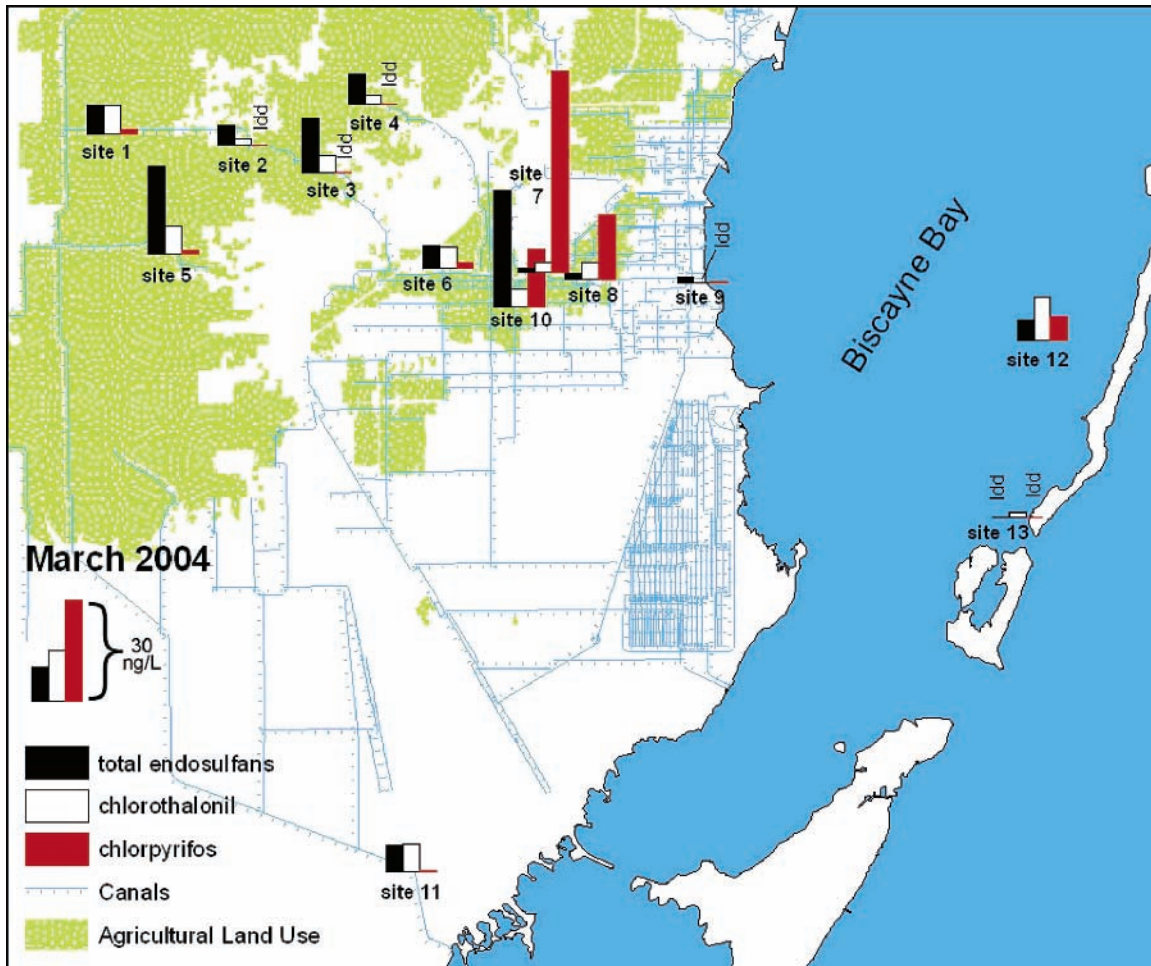 ldd
site 4
site 1
ldd
site 2
ldd
site 3
site
7
site 5
site 6
site 8
site 10
ldd
site 9
Biscayne Bay
site 12
ldd
ldd
site 13
March 2004
30
ng/L
total endosulfans
chlorothalonil
chlorpyrifos
Canals
Agricultural Land Use
site 11